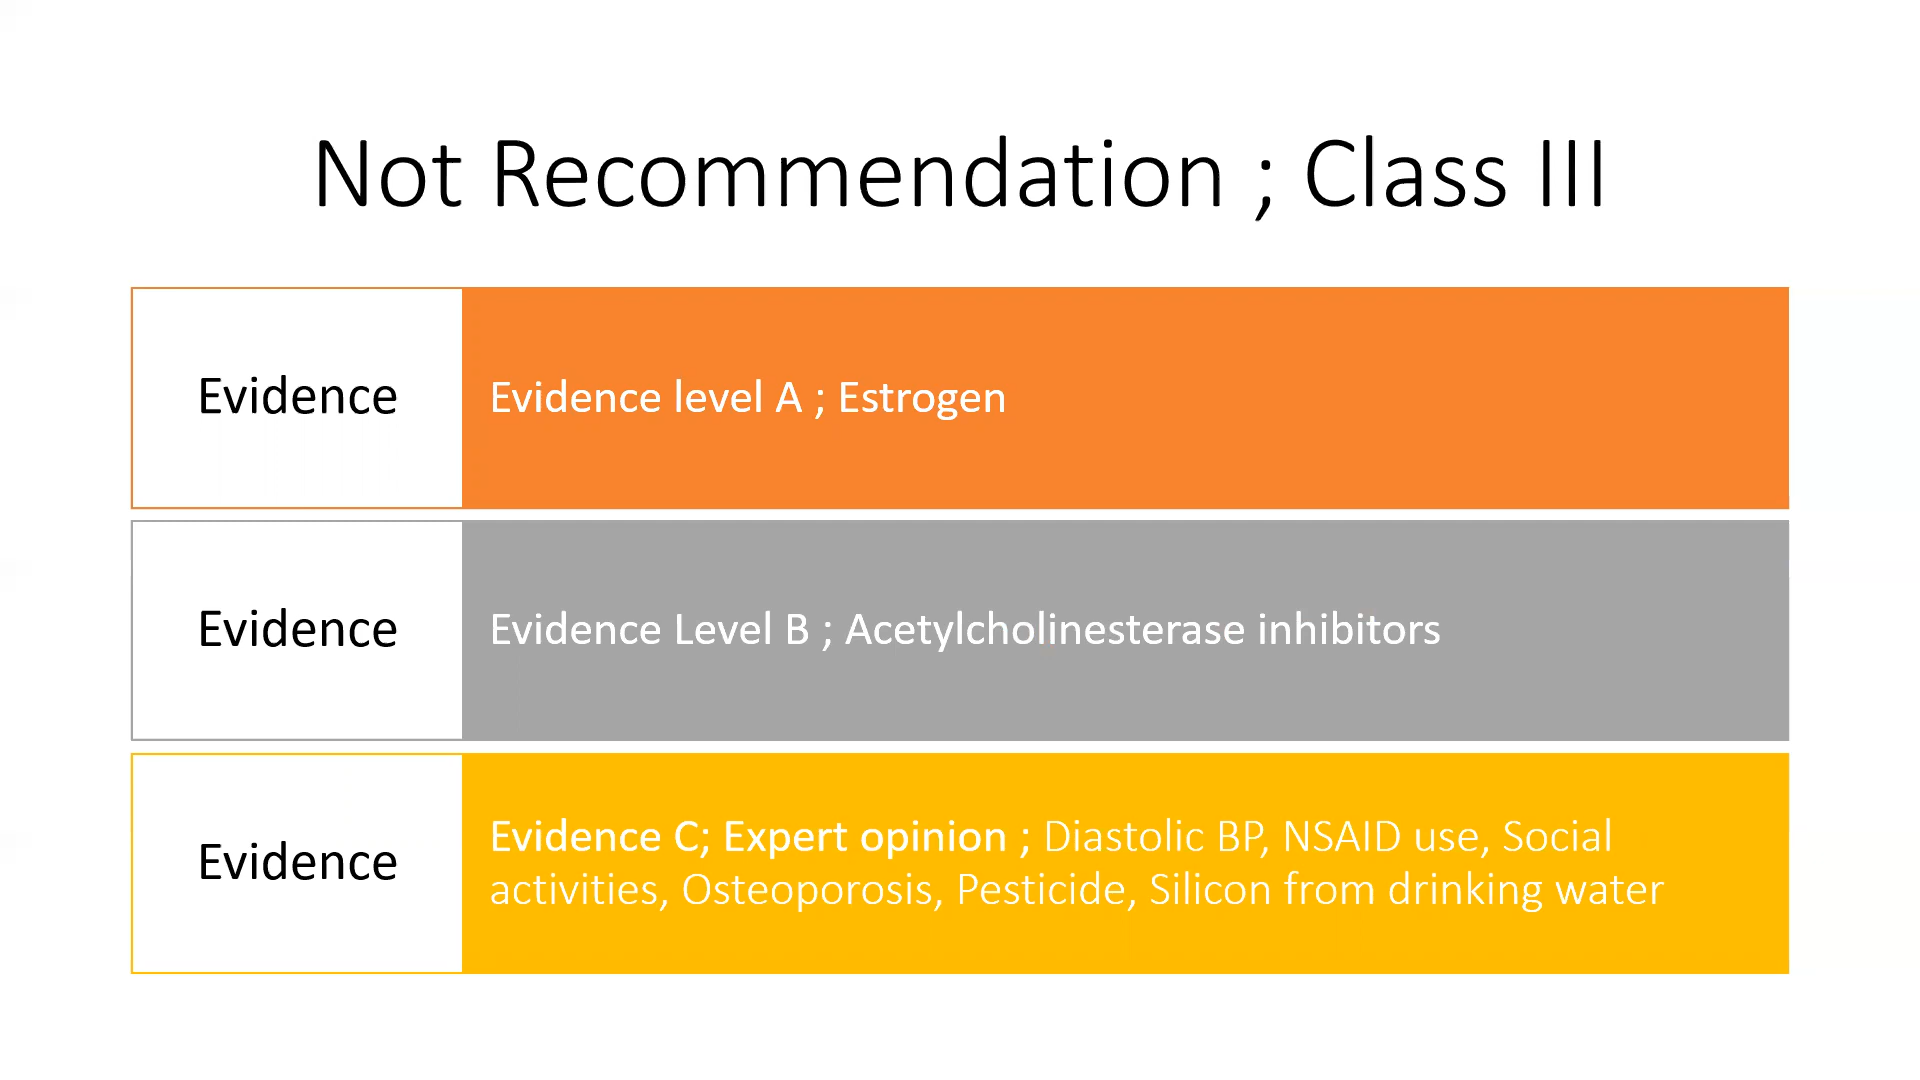 Not Recommendation ; Class III
Evidence
Evidence level A ; Estrogen
Evidence
Evidence Level B ; Acetylcholinesterase inhibitors
Evidence
Evidence C; Expert opinion ; Diastolic BP, NSAID use, Social
activities, Osteoporosis, Pesticide, Silicon from drinking water